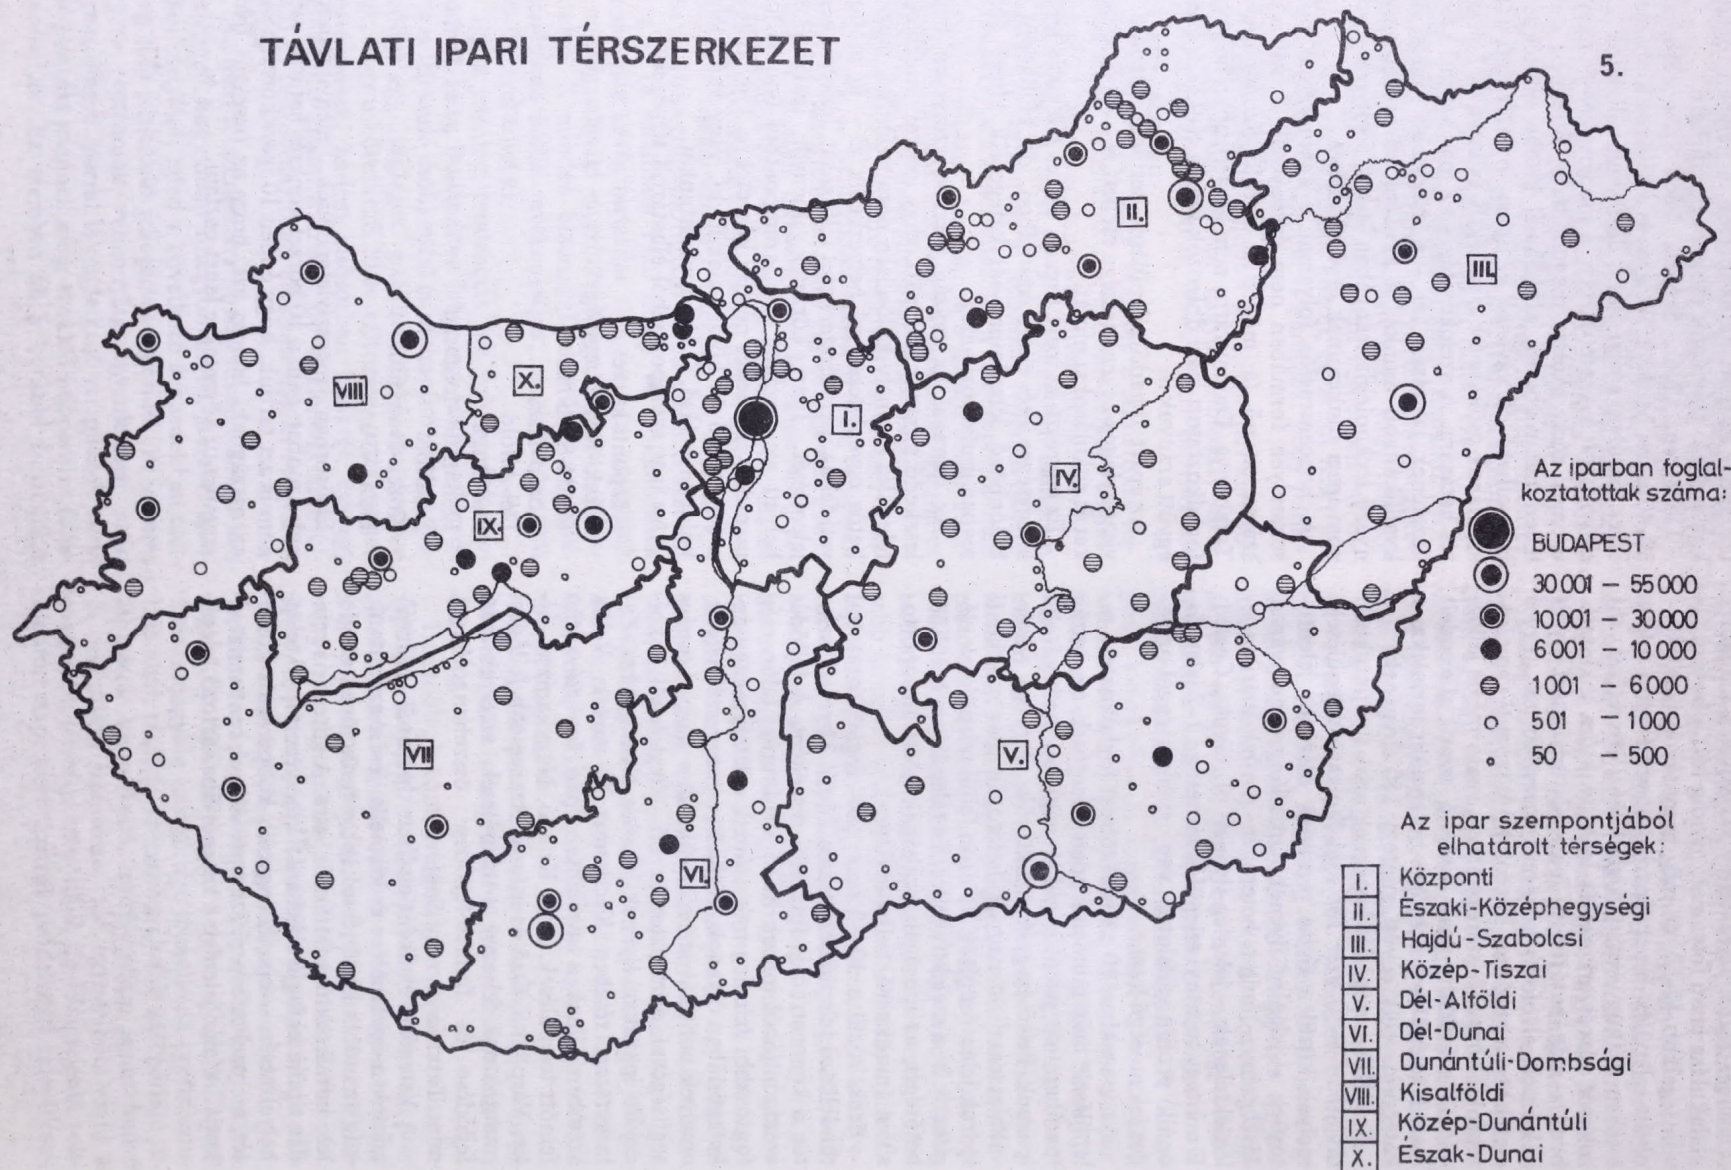 TÁVLATI IPARI TÉRSZERKEZET
5.
II.
III.
VIII
X.
I.
IV.
IX.
VII
V.
VI.
Az iparban foglal-
koztatottak száma:
BUDAPEST
30 001 – 55 000
10 001 – 30 000
6 001 – 10 000
1 001 – 6 000
501 – 1000
50 – 500
Az ipar szempontjából
elhatárolt térségek:
I. Központi
II. Északi-Középhegységi
III. Hajdú-Szabolcsi
IV. Közép-Tiszai
V. Dél-Alföldi
VI. Dél-Dunai
VII. Dunántúli-Dombsági
VIII. Kisalföldi
IX. Közép-Dunántúli
X. Észak-Dunai